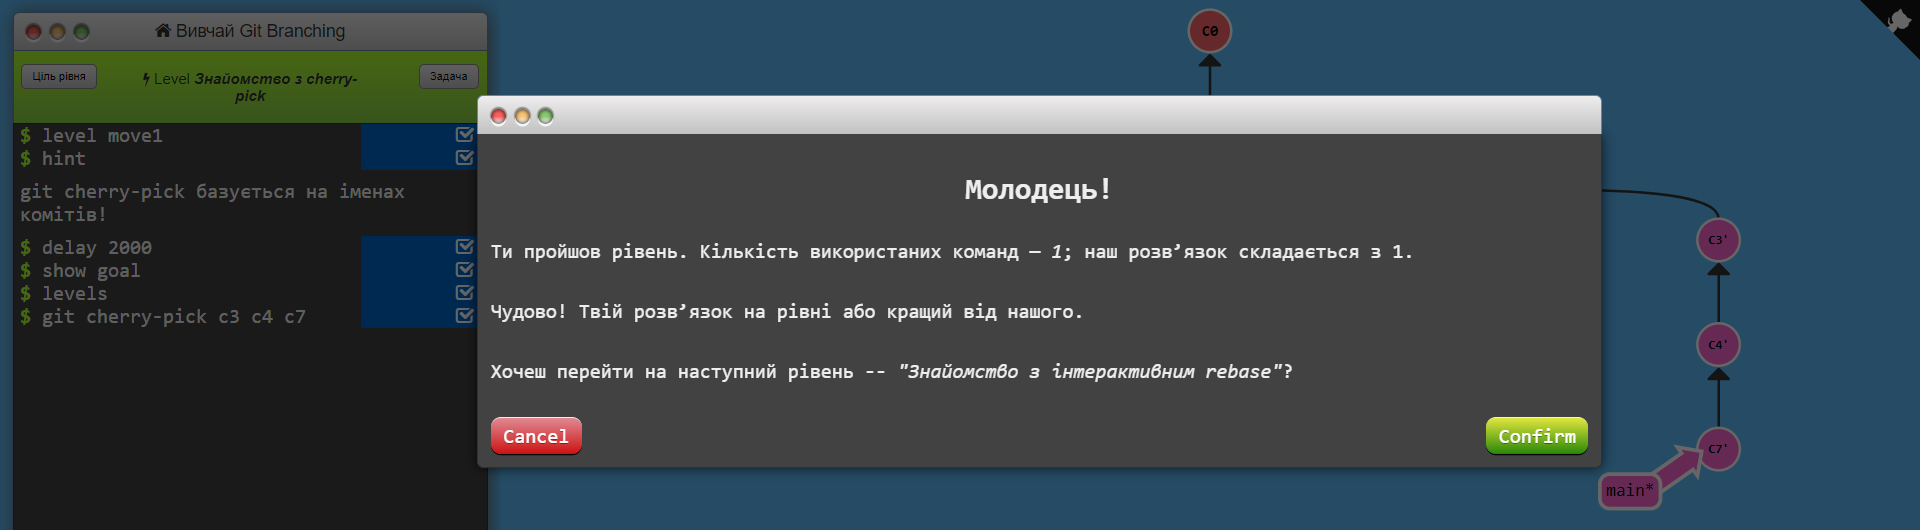 Вивчай Git Branching
Ціль рівня
Level Знайомство з cherry-
pick
Задача
$ level move1
$ hint
git cherry-pick базується на іменах
комітів!
$ delay 2000
$ show goal
$ levels
$ git cherry-pick c3 c4 c7
C0
Молодець!
Ти пройшов рівень. Кількість використаних команд — 1; наш розв’язок складається з 1.
Чудово! Твій розв’язок на рівні або кращий від нашого.
Хочеш перейти на наступний рівень -- "Знайомство з інтерактивним rebase"?
Cancel
Confirm
C3'
C4'
C7'
main*